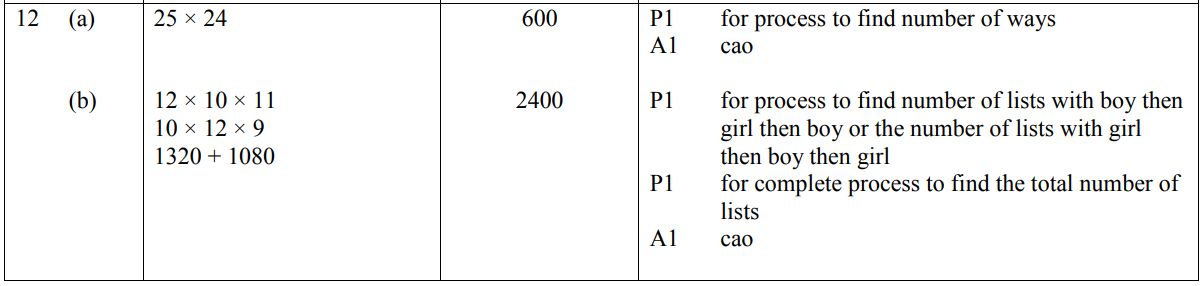 12 (a) 25 × 24 600 P1 for process to find number of ways
A1 cao
(b) 12 × 10 × 11 2400 P1 for process to find number of lists with boy then
10 × 12 × 9 girl then boy or the number of lists with girl
1320 + 1080 then boy then girl
P1 for complete process to find the total number of
lists
A1 cao